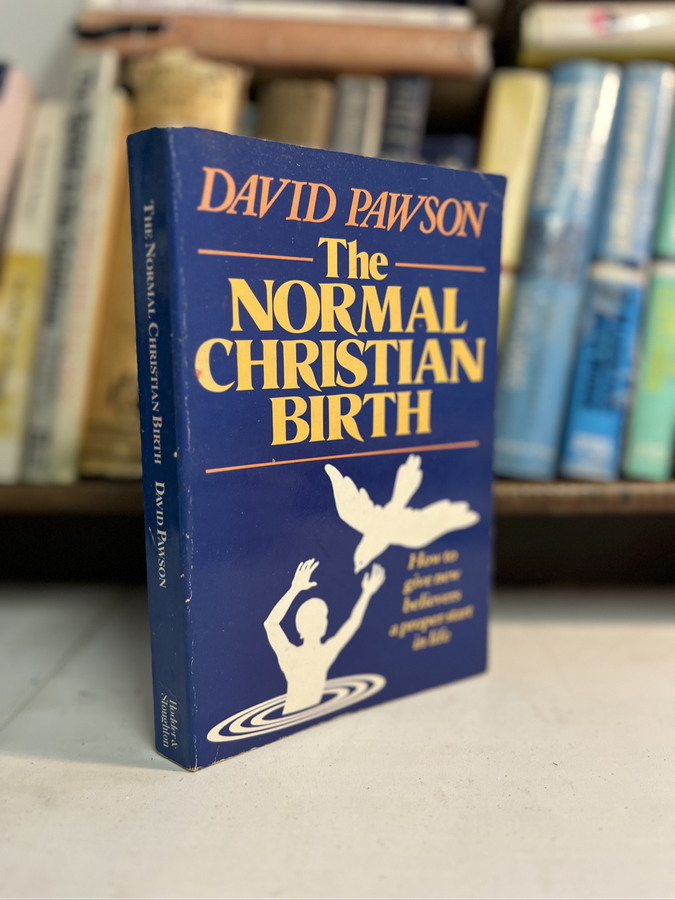 DAVID PAWSON
The
NORMAL
CHRISTIAN
BIRTH
How to
give new
believers
a proper start
in life
THE NORMAL CHRISTIAN BIRTH DAVID PAWSON
Hodder &
Stoughton